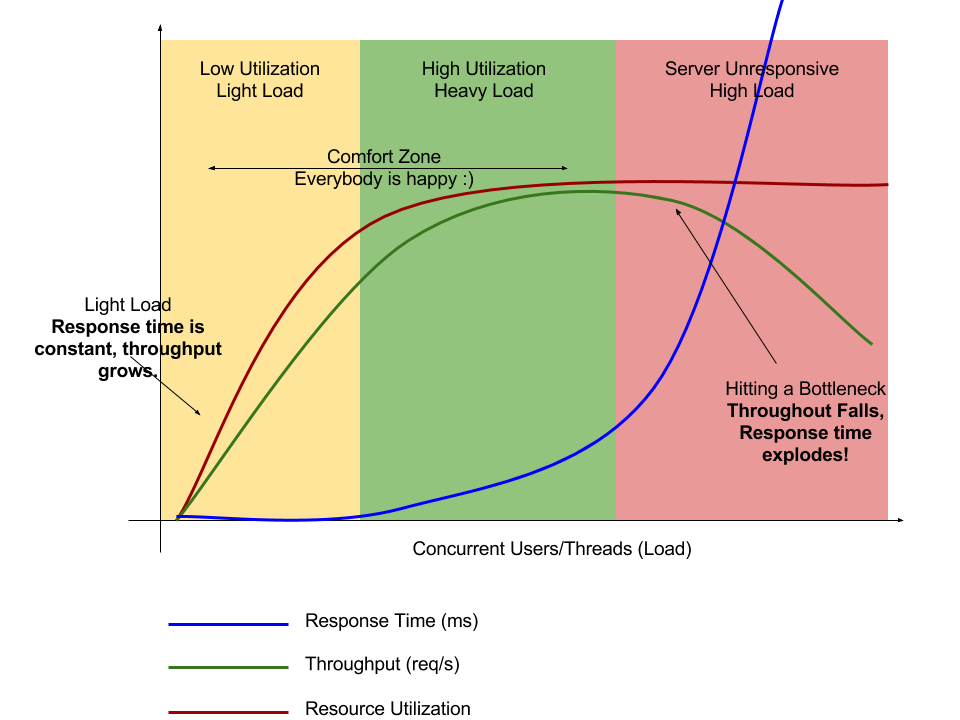 Low Utilization
Light Load
High Utilization
Heavy Load
Server Unresponsive
High Load
Comfort Zone
Everybody is happy :)
Light Load
Response time is
constant, throughput
grows.
Hitting a Bottleneck
Throughout Falls,
Response time
explodes!
Concurrent Users/Threads (Load)
Response Time (ms)
Throughput (req/s)
Resource Utilization